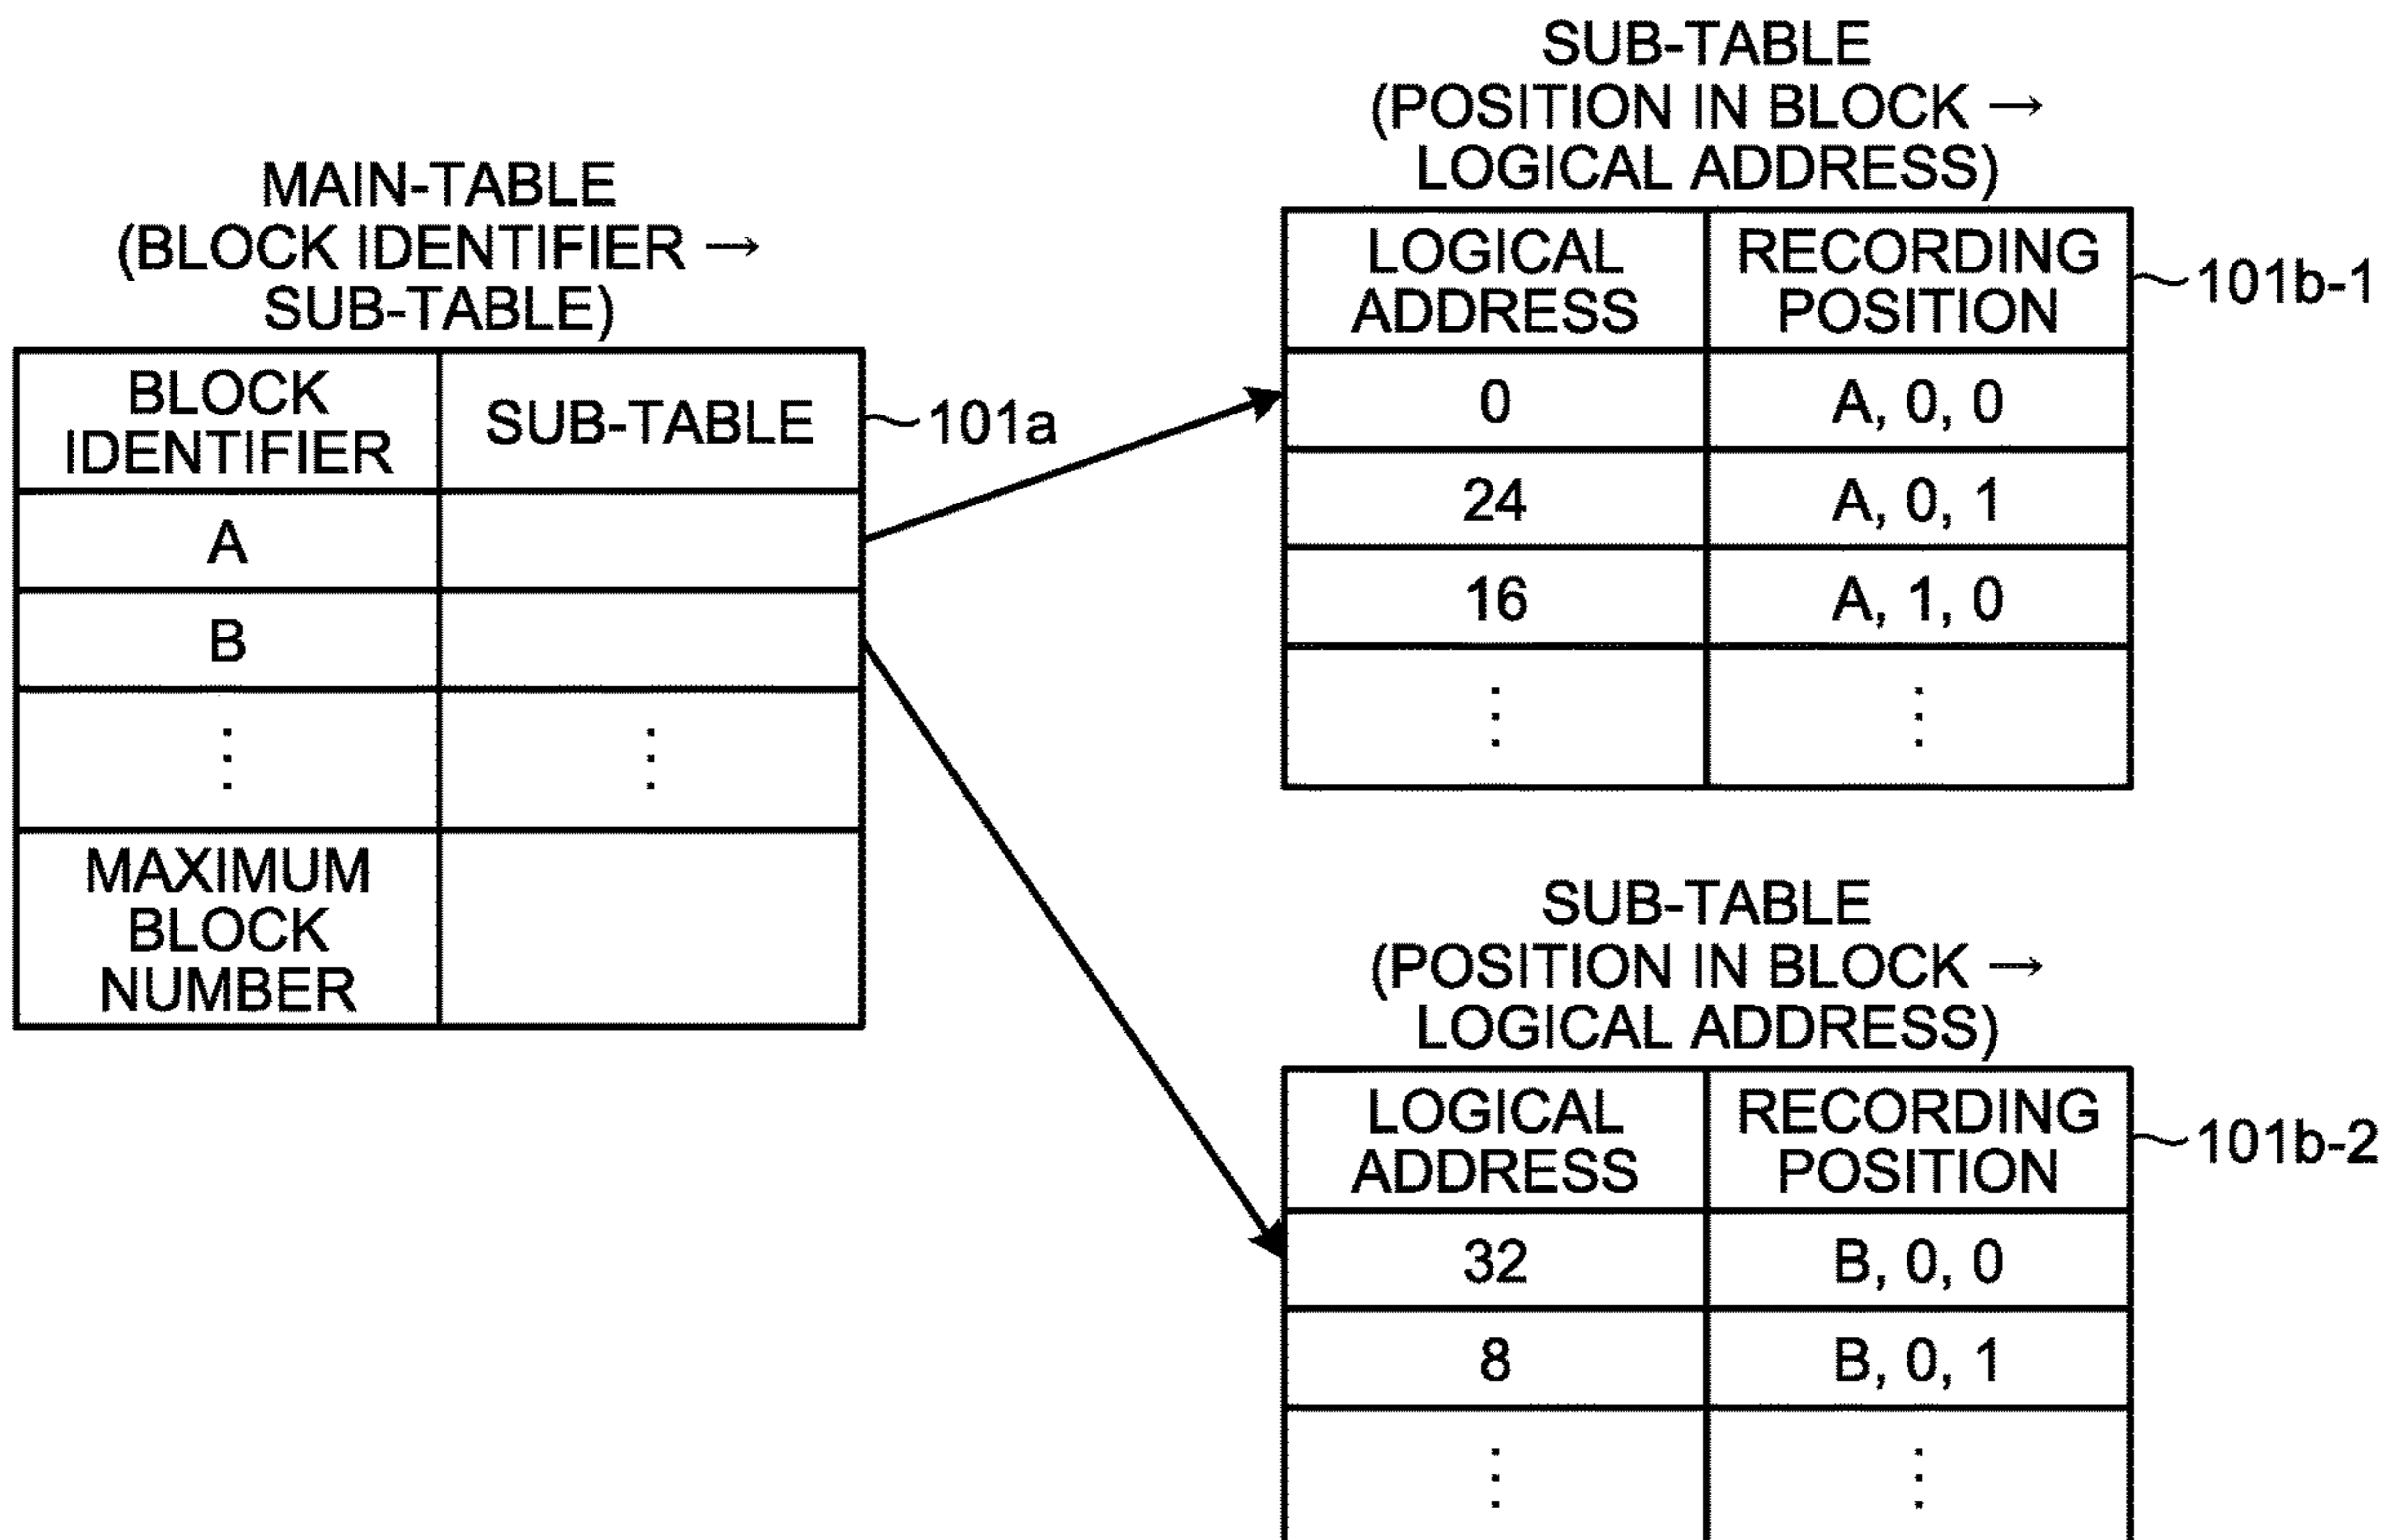 MAIN-TABLE
(BLOCK IDENTIFIER →
SUB-TABLE)
BLOCK
IDENTIFIER
SUB-TABLE
101a
A
B
⋮
⋮
MAXIMUM
BLOCK
NUMBER
SUB-TABLE
(POSITION IN BLOCK →
LOGICAL ADDRESS)
LOGICAL
ADDRESS
RECORDING
POSITION
101b-1
0
A, 0, 0
24
A, 0, 1
16
A, 1, 0
⋮
⋮
SUB-TABLE
(POSITION IN BLOCK →
LOGICAL ADDRESS)
LOGICAL
ADDRESS
RECORDING
POSITION
101b-2
32
B, 0, 0
8
B, 0, 1
⋮
⋮